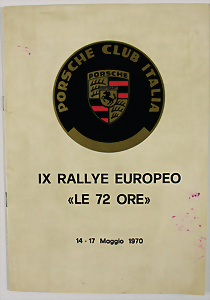 PORSCHE CLUB ITALIA
PORSCHE
IX RALLYE EUROPEO
«LE 72 ORE»
14 - 17 Maggio 1970